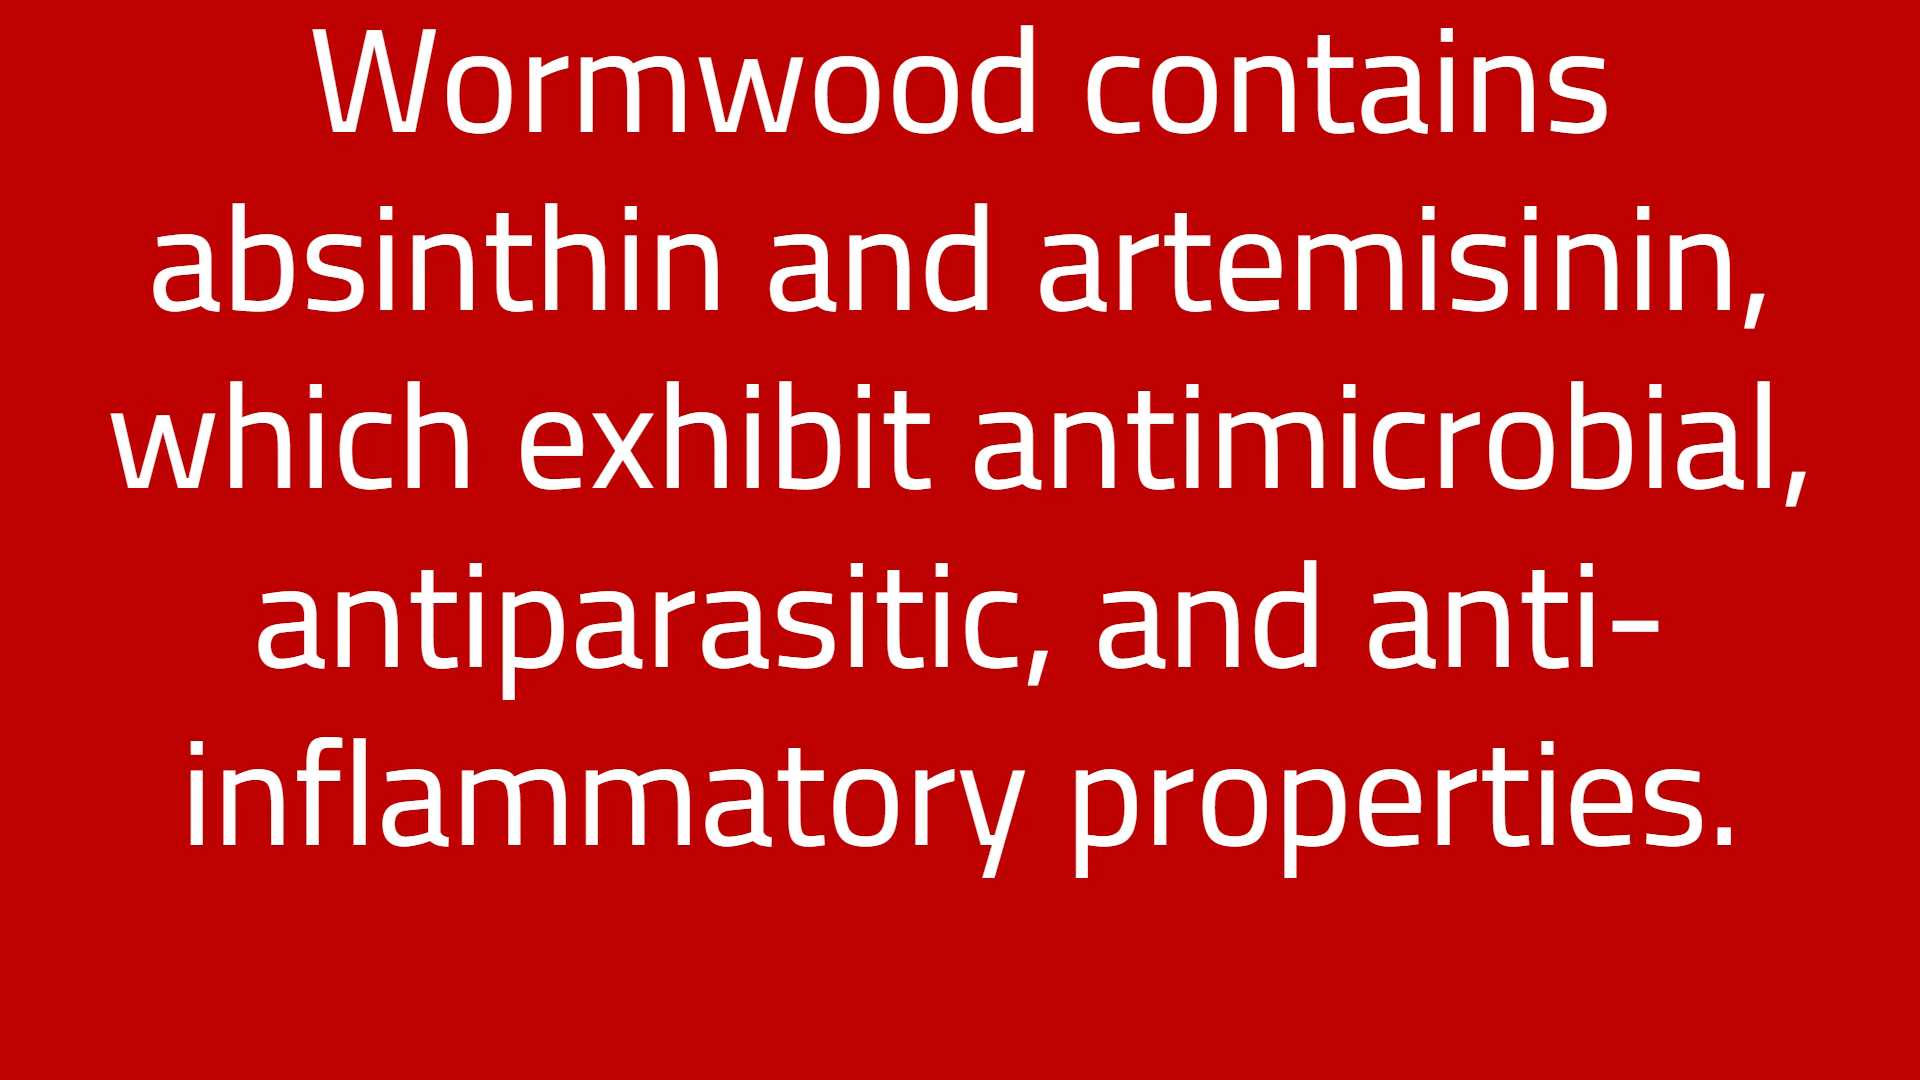 Wormwood contains
absinthin and artemisinin,
which exhibit antimicrobial,
antiparasitic, and anti-
inflammatory properties.